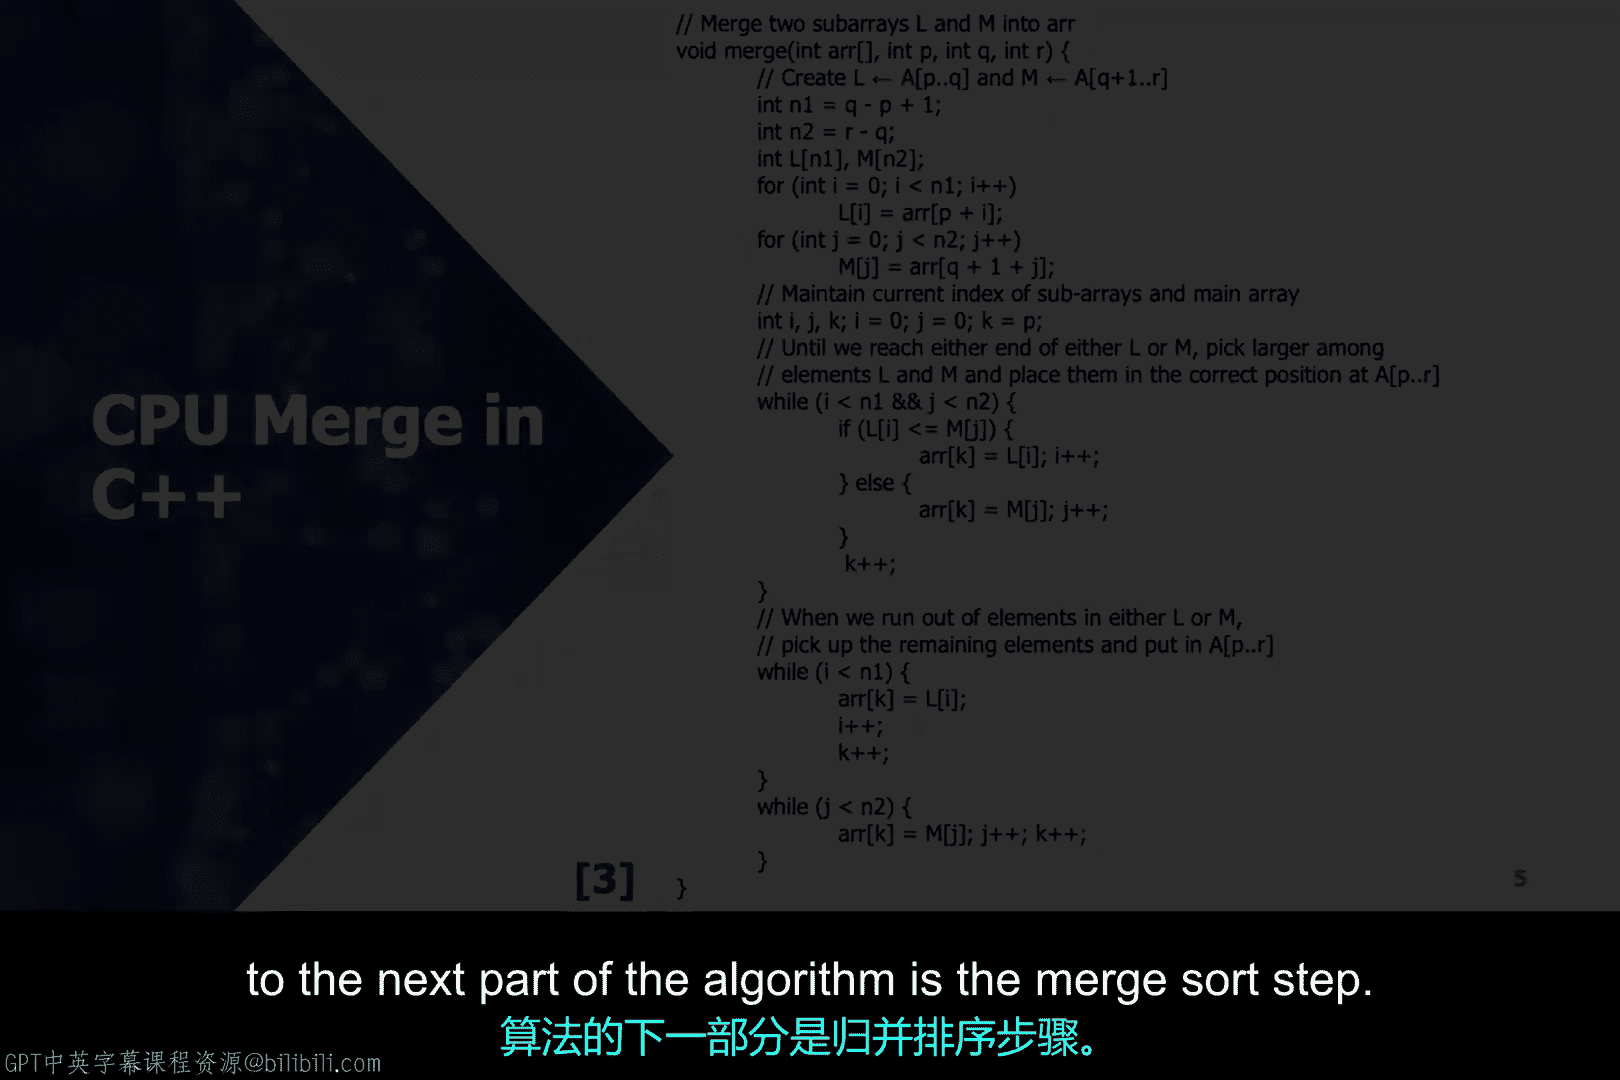 CPU Merge in
C++
// Merge two subarrays L and M into arr
void merge(int arr[], int p, int q, int r) {
// Create L ← A[p..q] and M ← A[q+1..r]
int n1 = q - p + 1;
int n2 = r - q;
int L[n1], M[n2];
for (int i = 0; i < n1; i++)
L[i] = arr[p + i];
for (int j = 0; j < n2; j++)
M[j] = arr[q + 1 + j];
// Maintain current index of sub-arrays and main array
int i, j, k; i = 0; j = 0; k = p;
// Until we reach either end of either L or M, pick larger among
// elements L and M and place them in the correct position at A[p..r]
while (i < n1 && j < n2) {
if (L[i] <= M[j]) {
arr[k] = L[i]; i++;
} else {
arr[k] = M[j]; j++;
}
k++;
}
// When we run out of elements in either L or M,
// pick up the remaining elements and put in A[p..r]
while (i < n1) {
arr[k] = L[i];
i++;
k++;
}
while (j < n2) {
arr[k] = M[j]; j++; k++;
}
}
[3]
5
to the next part of the algorithm is the merge sort step.
算法的下一部分是归并排序步骤。
GPT中英字幕课程资源@bilibili.com